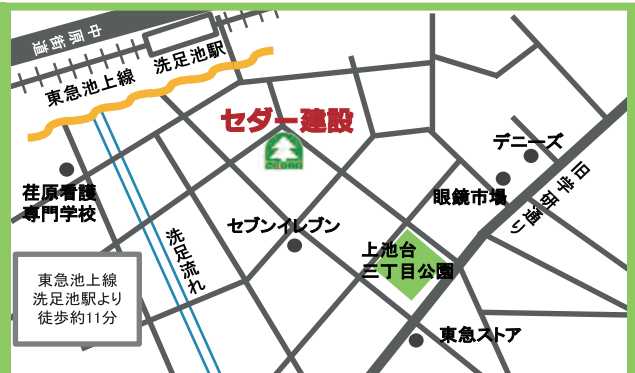 中原街道
洗足池駅
東急池上線
セダー建設
デニーズ
旧学研通り
荏原看護
専門学校
眼鏡市場
セブンイレブン
洗足流れ
上池台
三丁目公園
東急池上線
洗足池駅より
徒歩約11分
東急ストア